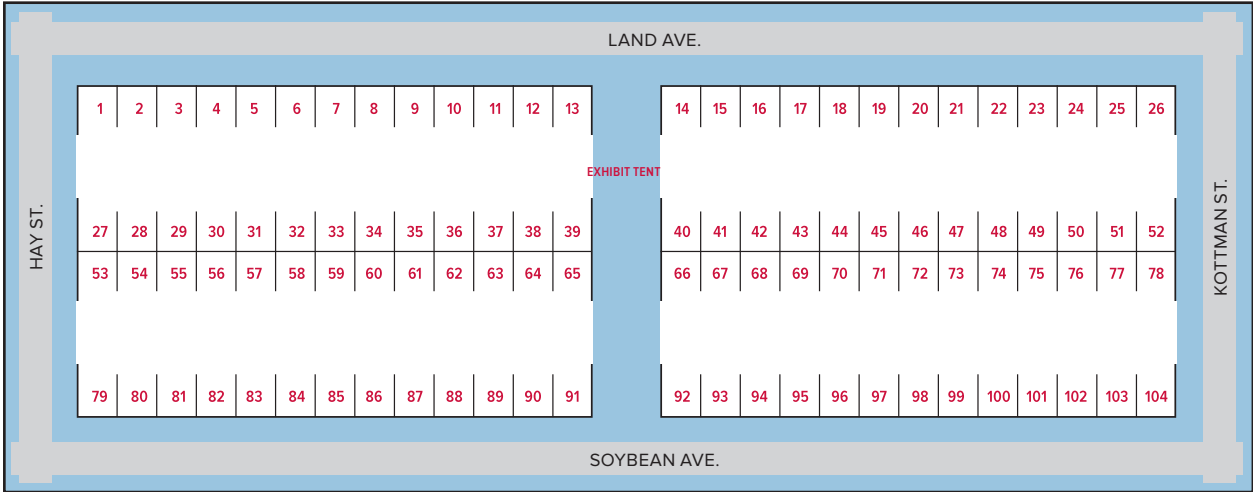 LAND AVE.
1 2 3 4 5 6 7 8 9 10 11 12 13 14 15 16 17 18 19 20 21 22 23 24 25 26
EXHIBIT TENT
HAY ST.
KOTTMAN ST.
27 28 29 30 31 32 33 34 35 36 37 38 39 40 41 42 43 44 45 46 47 48 49 50 51 52
53 54 55 56 57 58 59 60 61 62 63 64 65 66 67 68 69 70 71 72 73 74 75 76 77 78
79 80 81 82 83 84 85 86 87 88 89 90 91 92 93 94 95 96 97 98 99 100 101 102 103 104
SOYBEAN AVE.